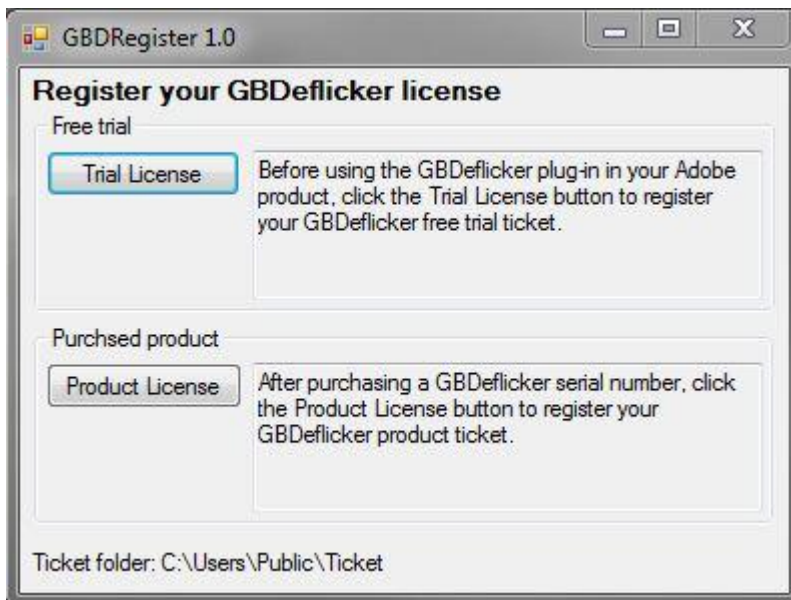 GBDRegister 1.0
Register your GBDeflicker license
Free trial
Trial License
Before using the GBDeflicker plug-in in your Adobe
product, click the Trial License button to register
your GBDeflicker free trial ticket.
Purchsed product
Product License
After purchasing a GBDeflicker serial number, click
the Product License button to register your
GBDeflicker product ticket.
Ticket folder: C:\Users\Public\Ticket